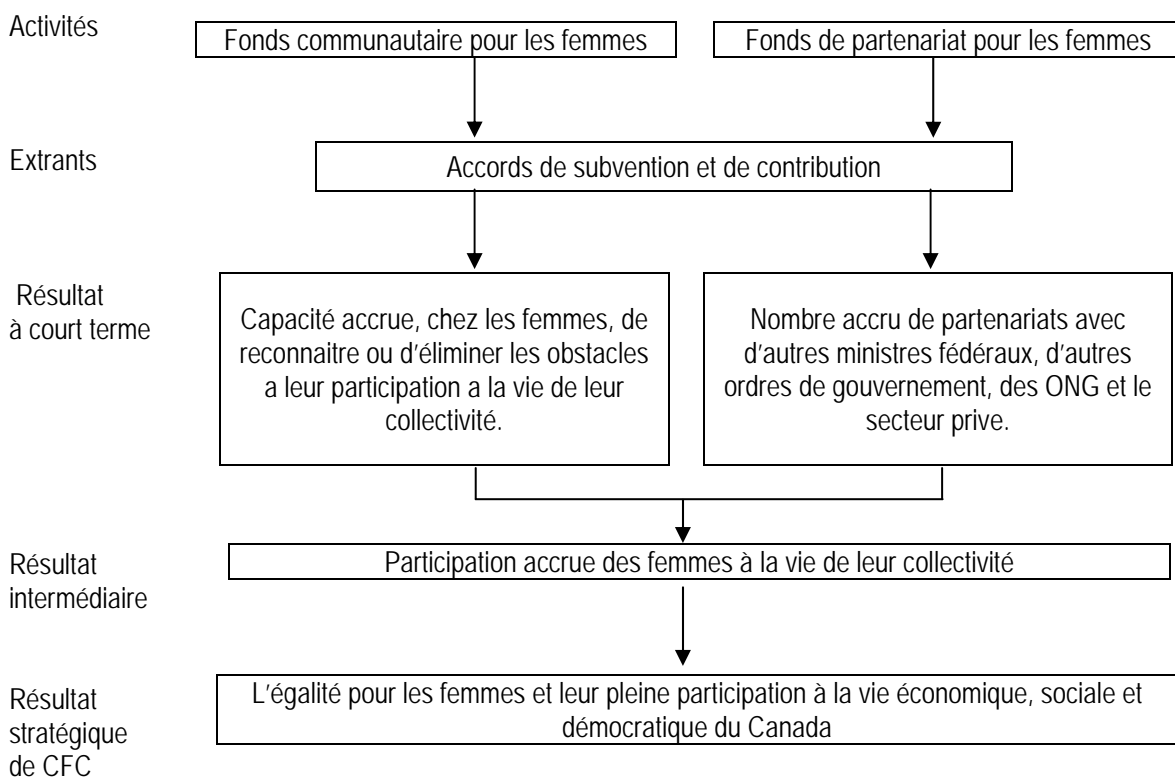 Activités
Fonds communautaire pour les femmes
Fonds de partenariat pour les femmes
Extrants
Accords de subvention et de contribution
Résultat
à court terme
Capacité accrue, chez les femmes, de
reconnaitre ou d'éliminer les obstacles
a leur participation a la vie de leur
collectivité.
Nombre accru de partenariats avec
d'autres ministres fédéraux, d'autres
ordres de gouvernement, des ONG et le
secteur prive.
Résultat
intermédiaire
Participation accrue des femmes à la vie de leur collectivité
Résultat
stratégique
de CFC
L'égalité pour les femmes et leur pleine participation à la vie économique, sociale et
démocratique du Canada